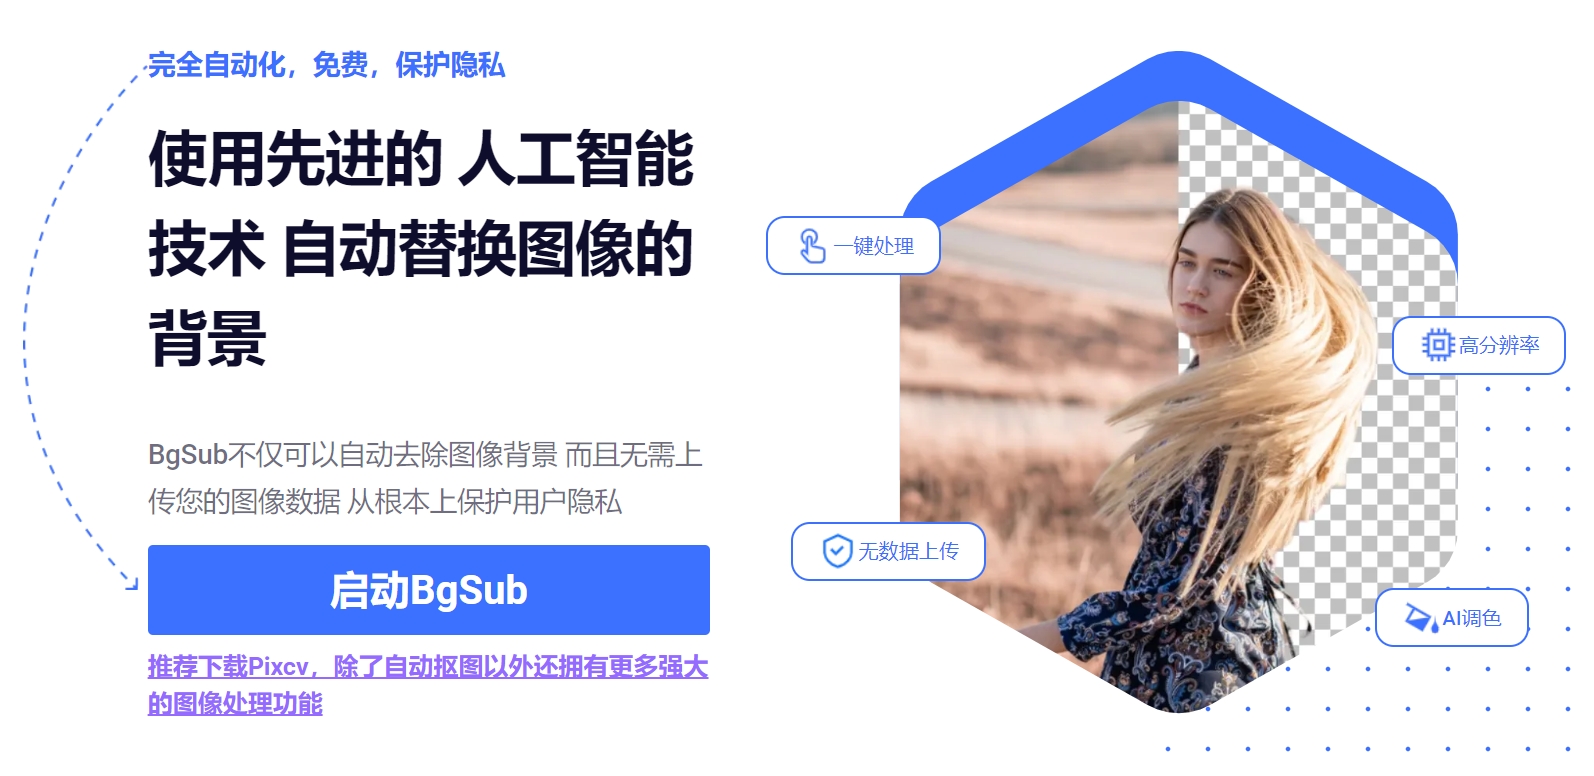 完全自动化，免费，保护隐私
使用先进的 人工智能
技术 自动替换图像的
背景
BgSub不仅可以自动去除图像背景 而且无需上
传您的图像数据 从根本上保护用户隐私
启动BgSub
推荐下载Pixcv，除了自动抠图以外还拥有更多强大
的图像处理功能
一键处理
高分辨率
无数据上传
AI调色